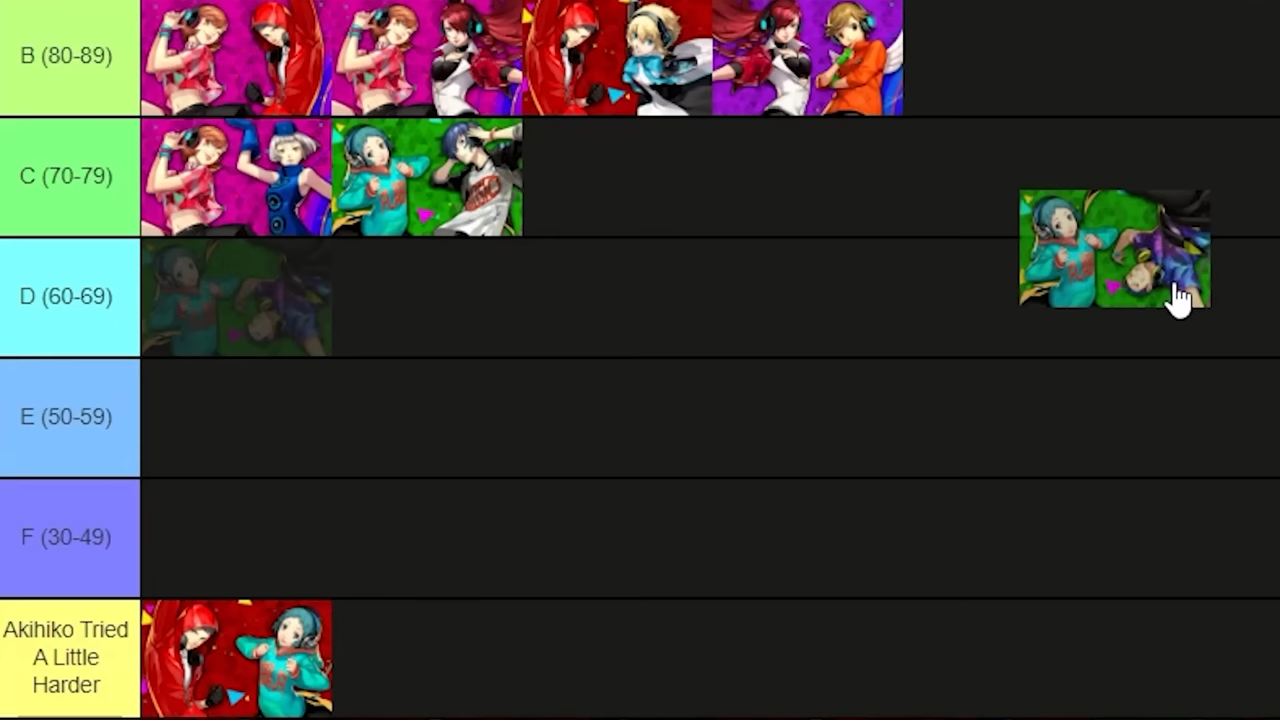 B (80-89)
C (70-79)
D (60-69)
E (50-59)
F (30-49)
Akihiko Tried
A Little
Harder